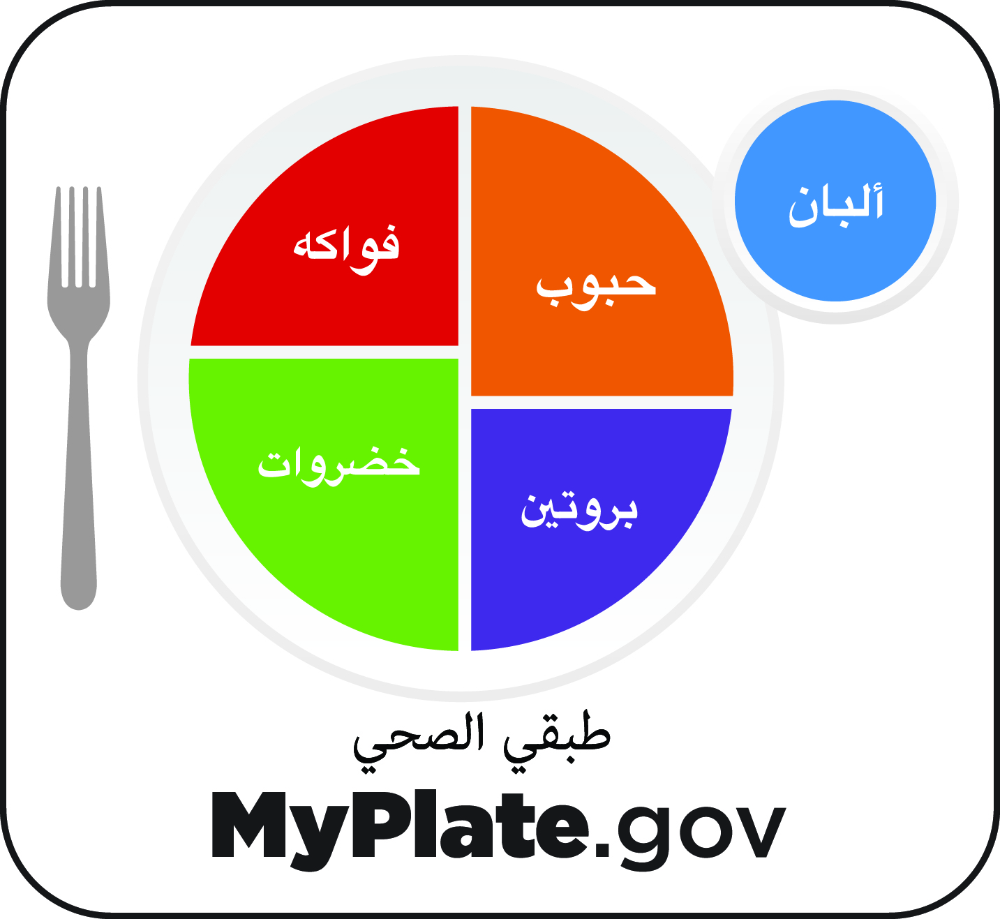 ألبان
حبوب
فواكه
خضروات
بروتين
طبقي الصحي
MyPlate.gov